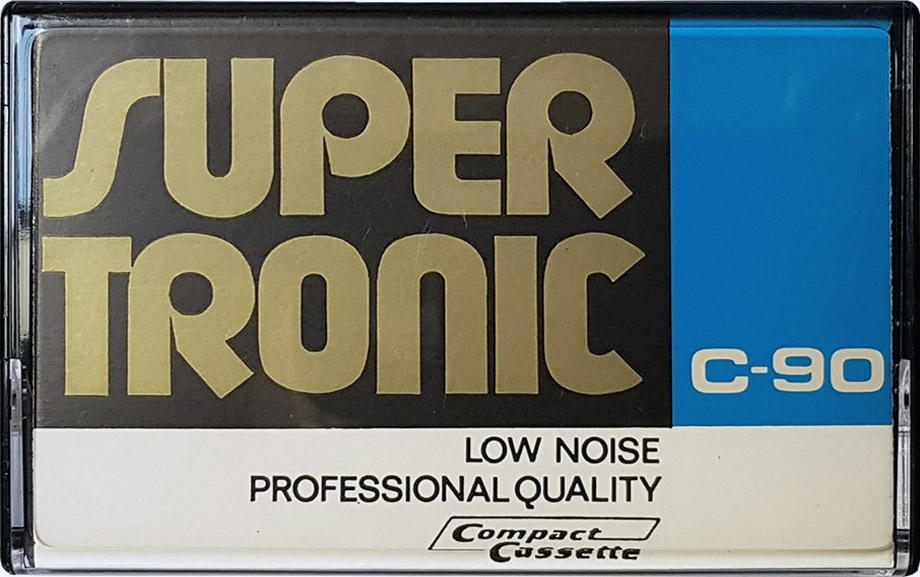 SUPER
TRONIC
C-90
LOW NOISE
PROFESSIONAL QUALITY
Compact
Cassette